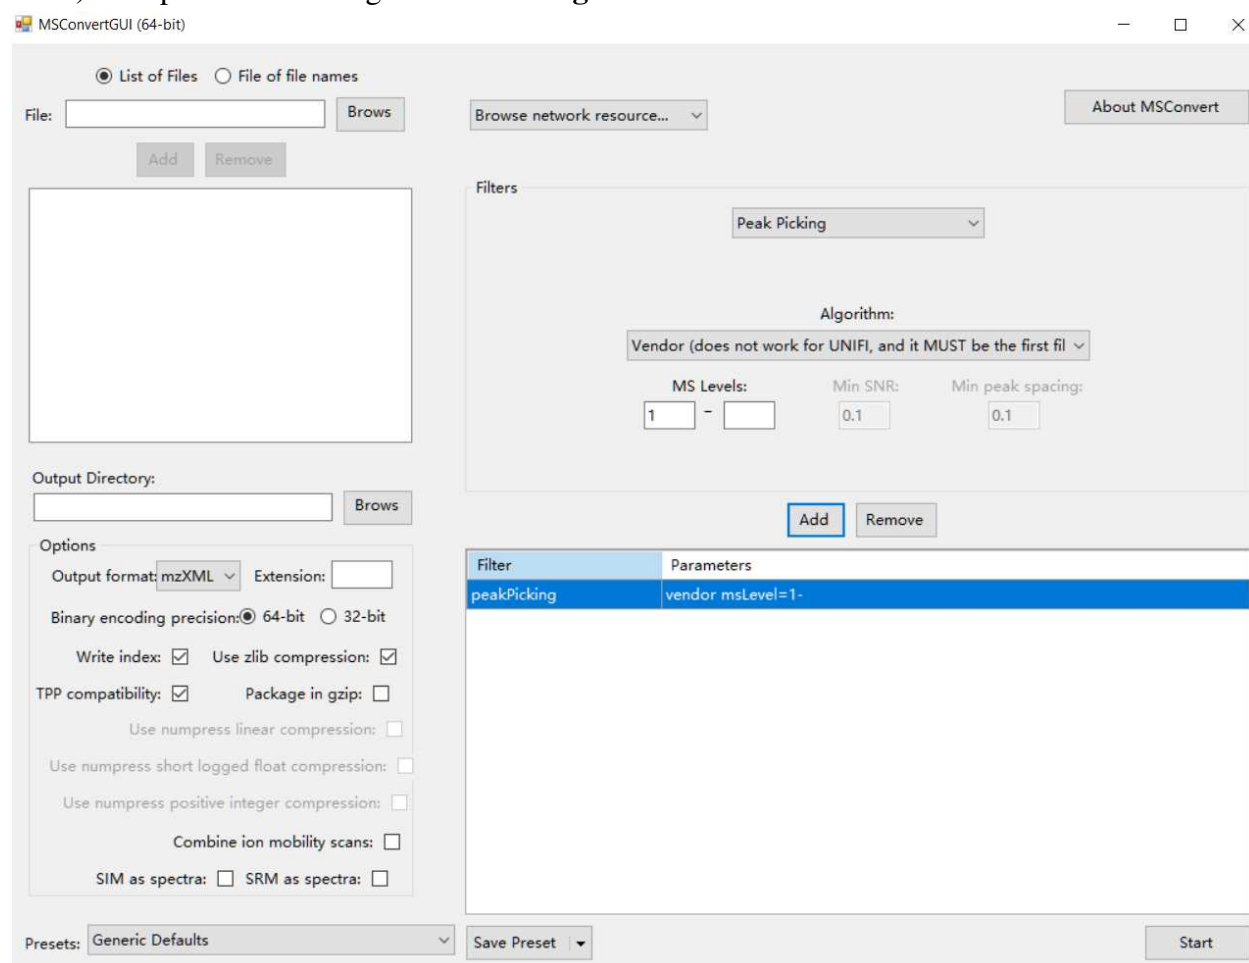 MSConvertGUI (64-bit)
List of Files File of file names
File: Brows
Browse network resource...
About MSConvert
Add Remove
Filters
Peak Picking
Algorithm:
Vendor (does not work for UNIFI, and it MUST be the first fil
MS Levels: Min SNR: Min peak spacing:
1 - 0.1 0.1
Output Directory:
Brows
Add Remove
Options
Output format: mzXML Extension:
Binary encoding precision: 64-bit 32-bit
Write index: Use zlib compression:
TPP compatibility: Package in gzip:
Use numpress linear compression:
Use numpress short logged float compression:
Use numpress positive integer compression:
Combine ion mobility scans:
SIM as spectra: SRM as spectra:
Filter Parameters
peakPicking vendor msLevel=1-
Presets: Generic Defaults
Save Preset
Start